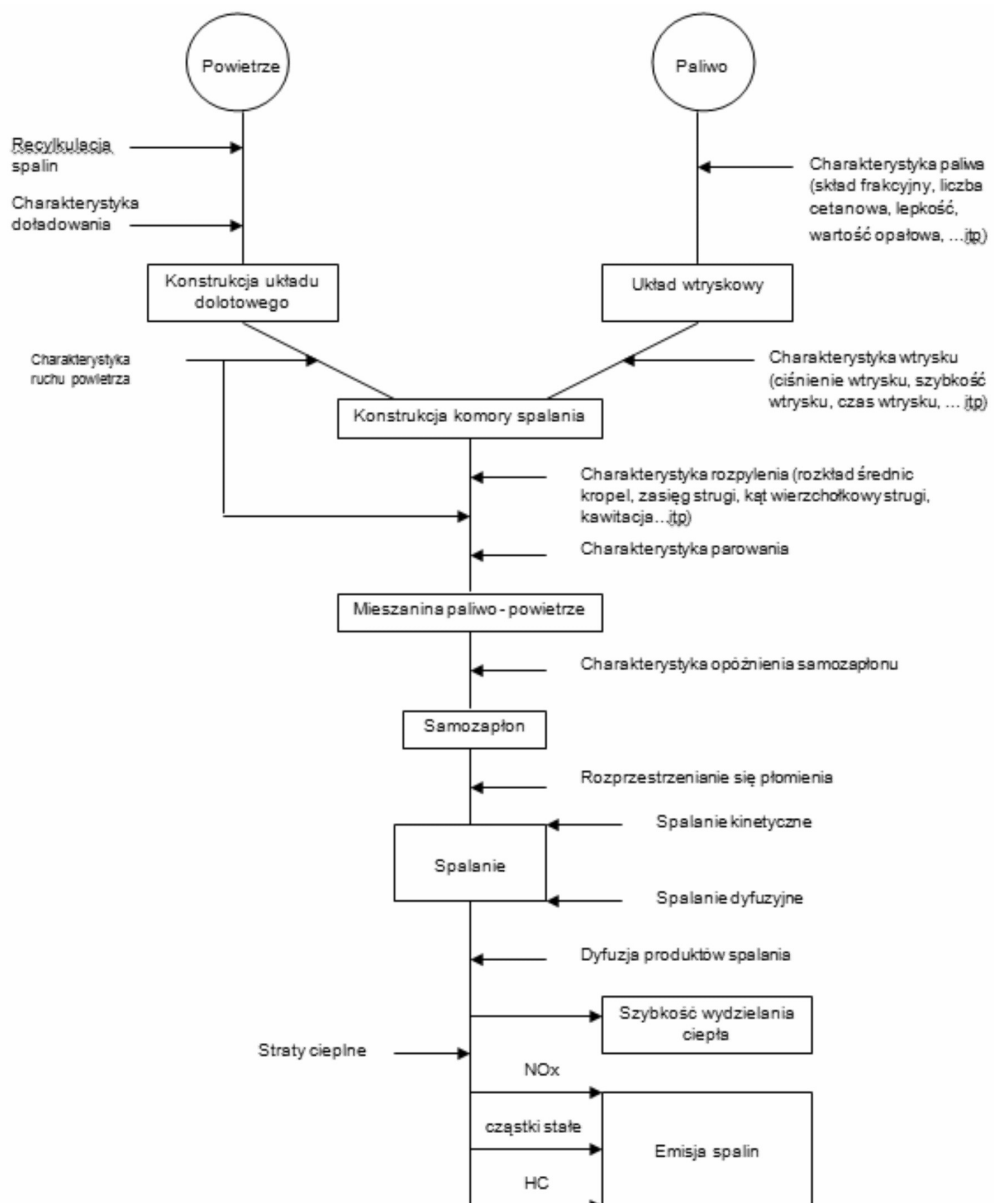 Powietrze
Paliwo
Recylkulacja
spalin
Charakterystyka
doładowania
Charakterystyka paliwa
(skład frakcyjny, liczba
cetanowa, lepkość,
wartość opałowa, ...itp)
Konstrukcja układu
dolotowego
Układ wtryskowy
Charakterystyka
ruchu powietrza
Charakterystyka wtrysku
(ciśnienie wtrysku, szybkość
wtrysku, czas wtrysku, ... itp)
Konstrukcja komory spalania
Charakterystyka rozpylenia (rozkład średnic
kropel, zasięg strugi, kąt wierzchołkowy strugi,
kawitacja...itp)
Charakterystyka parowania
Mieszanina paliwo - powietrze
Charakterystyka opóźnienia samozapłonu
Samozapłon
Rozprzestrzenianie się płomienia
Spalanie kinetyczne
Spalanie
Spalanie dyfuzyjne
Dyfuzja produktów spalania
Szybkość wydzielania
ciepła
Straty cieplne
NOx
cząstki stałe
Emisja spalin
HC